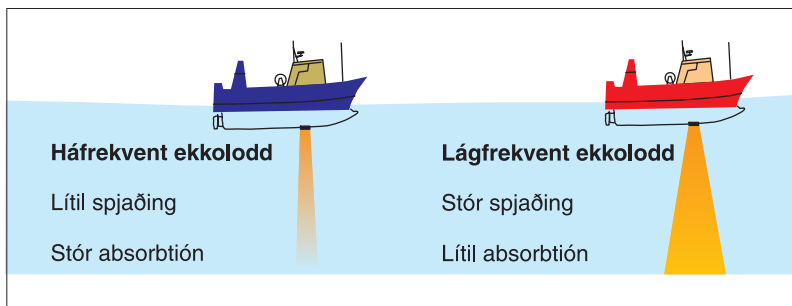 Háfrekvent ekkolodd
Lítil spjaðing
Stór absorbtión
Lágfrekvent ekkolodd
Stór spjaðing
Lítil absorbtión